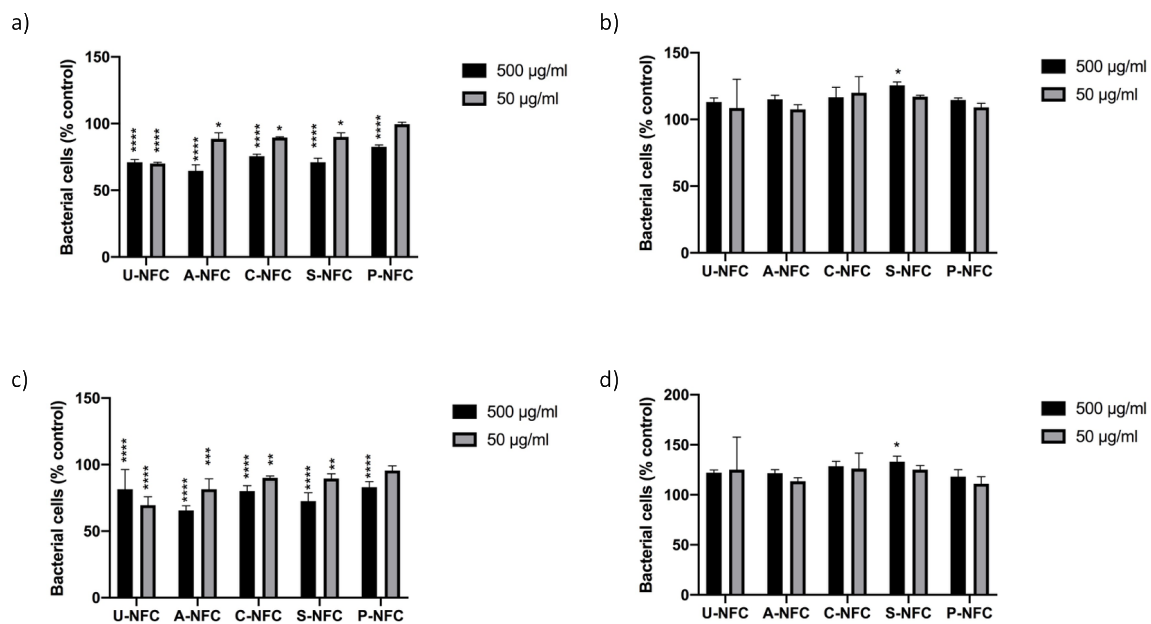 a)
Bacterial cells (% control)
150
100
50
0
**** **** **** * **** * **** * ****
U-NFC A-NFC C-NFC S-NFC P-NFC
500 µg/ml
50 µg/ml
b)
Bacterial cells (% control)
150
100
50
0
*
U-NFC A-NFC C-NFC S-NFC P-NFC
500 µg/ml
50 µg/ml
c)
Bacterial cells (% control)
150
100
50
0
**** **** **** *** **** ** **** ** ****
U-NFC A-NFC C-NFC S-NFC P-NFC
500 µg/ml
50 µg/ml
d)
Bacterial cells (% control)
200
150
100
50
0
*
U-NFC A-NFC C-NFC S-NFC P-NFC
500 µg/ml
50 µg/ml